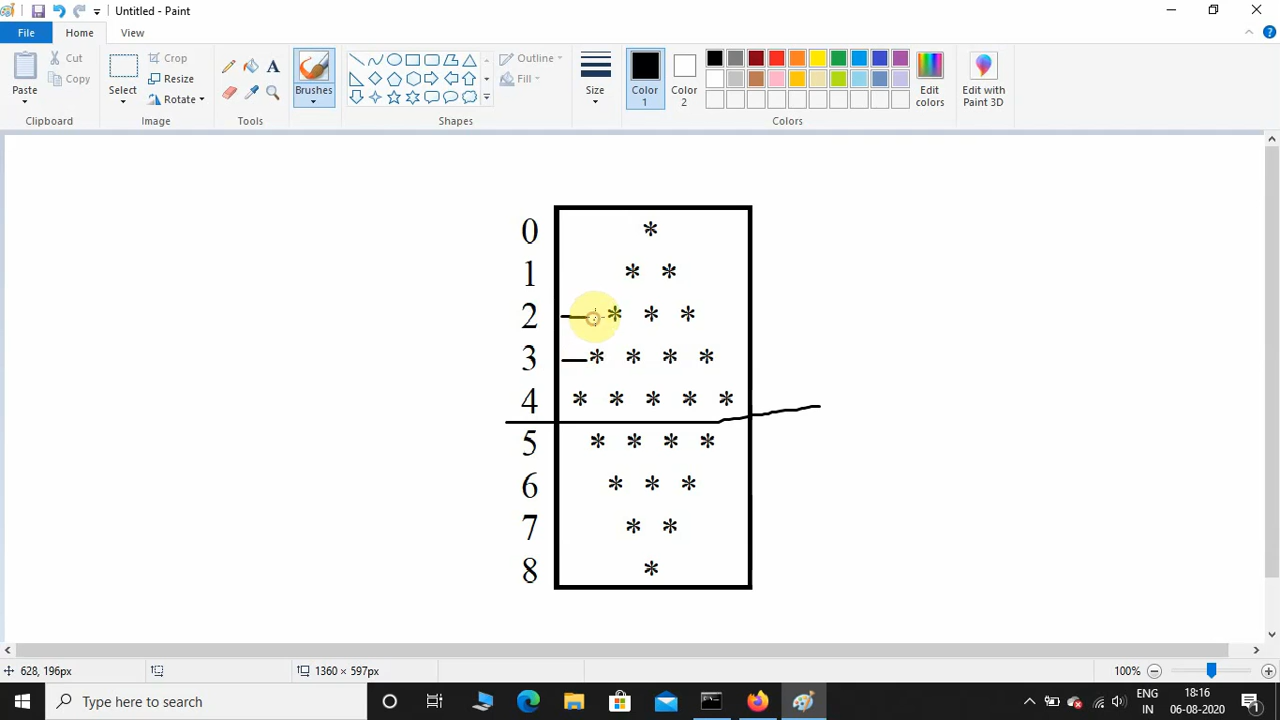 Untitled - Paint
File Home View
Paste
Cut
Copy
Clipboard
Select
Crop
Resize
Rotate
Image
A
Tools
Brushes
Outline
Fill
Shapes
Size
Color 1
Color 2
Edit colors
Edit with Paint 3D
Colors
0 *
1 * *
2 * * *
3 * * * *
4 * * * * *
5 * * * *
6 * * *
7 * *
8 *
628, 196px
1360 × 597px
100%
Type here to search
ENG
IN
18:16
06-08-2020
1